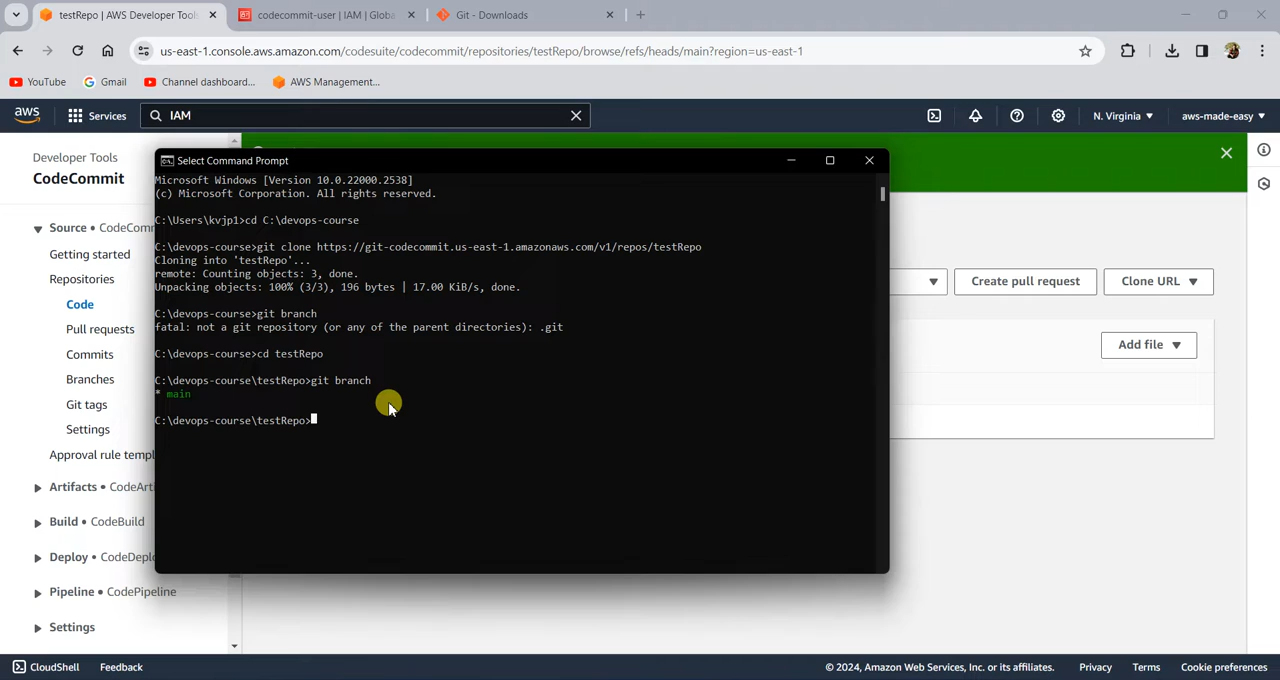 testRepo | AWS Developer Tools
codecommit-user | IAM | Globa
Git - Downloads
us-east-1.console.aws.amazon.com/codesuite/codecommit/repositories/testRepo/browse/refs/heads/main?region=us-east-1
YouTube
Gmail
Channel dashboard...
AWS Management...
aws
Services
IAM
N. Virginia
aws-made-easy
Developer Tools
CodeCommit
Source • CodeComm
Getting started
Repositories
Code
Pull requests
Commits
Branches
Git tags
Settings
Approval rule templ
Artifacts • CodeArti
Build • CodeBuild
Deploy • CodeDeplo
Pipeline • CodePipeline
Settings
Select Command Prompt
Microsoft Windows [Version 10.0.22000.2538]
(c) Microsoft Corporation. All rights reserved.
C:\Users\kvjp1>cd C:\devops-course
C:\devops-course>git clone https://git-codecommit.us-east-1.amazonaws.com/v1/repos/testRepo
Cloning into 'testRepo'...
remote: Counting objects: 3, done.
Unpacking objects: 100% (3/3), 196 bytes | 17.00 KiB/s, done.
C:\devops-course>git branch
fatal: not a git repository (or any of the parent directories): .git
C:\devops-course>cd testRepo
C:\devops-course\testRepo>git branch
* main
C:\devops-course\testRepo>
Create pull request
Clone URL
Add file
CloudShell
Feedback
© 2024, Amazon Web Services, Inc. or its affiliates.
Privacy
Terms
Cookie preferences